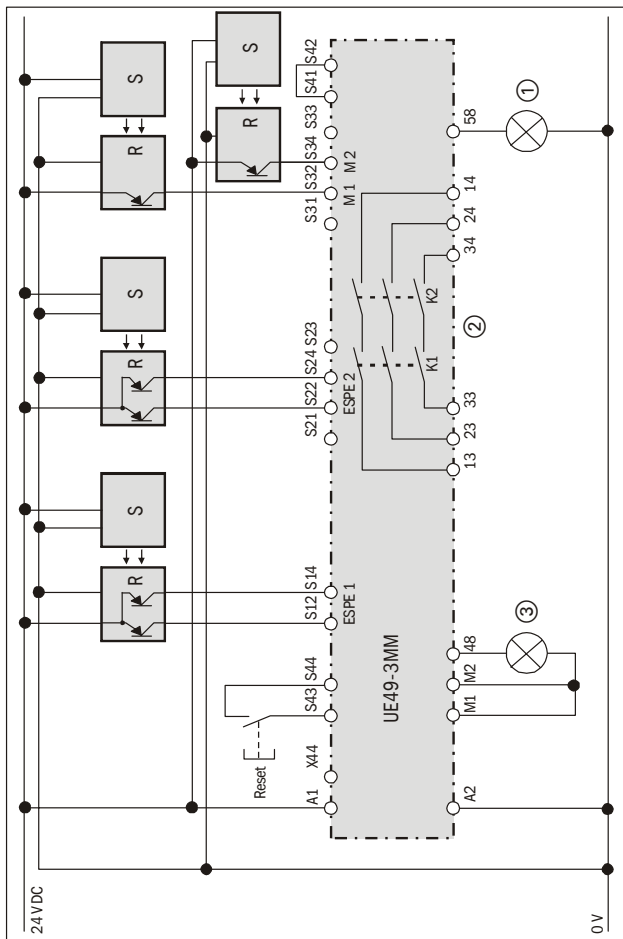 24 V DC
S
R
S
R
S
R
S
R
Reset
A1
X44
S43
S44
S12
S14
S21
S22
S24
S23
S31
S32
S34
S33
S41
S42
ESPE 1
ESPE 2
M 1
M 2
UE49-3MM
K1
K2
A2
M1
M2
48
13
23
33
34
24
14
58
③
②
①
0 V